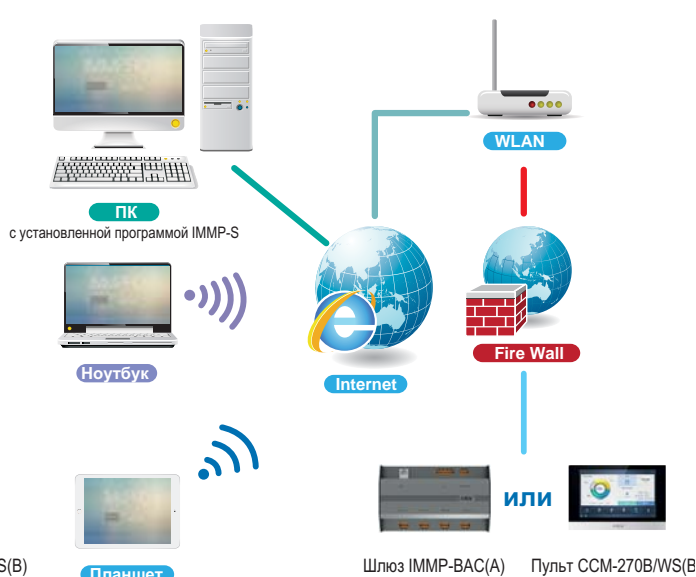 WLAN
ПК
с установленной программой IMMP-S
Fire Wall
Ноутбук
Internet
или
S(B)
Планшет
Шлюз IMMP-BAC(A)
Пульт CCM-270B/WS(B